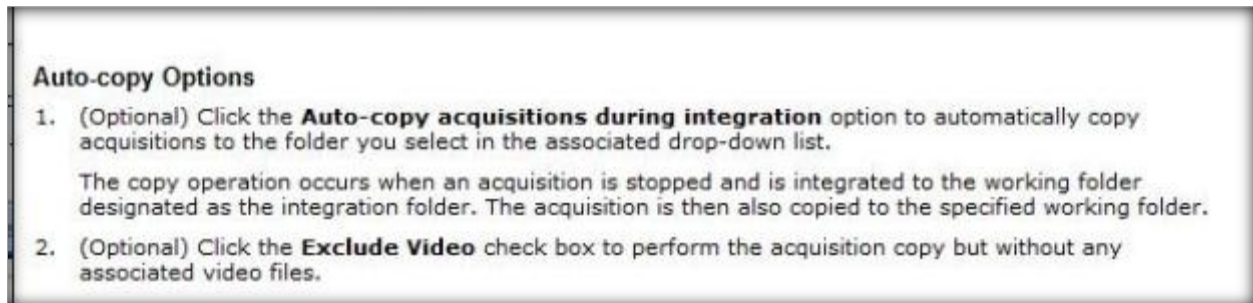 Auto-copy Options
1. (Optional) Click the Auto-copy acquisitions during integration option to automatically copy
acquisitions to the folder you select in the associated drop-down list.
The copy operation occurs when an acquisition is stopped and is integrated to the working folder
designated as the integration folder. The acquisition is then also copied to the specified working folder.
2. (Optional) Click the Exclude Video check box to perform the acquisition copy but without any
associated video files.